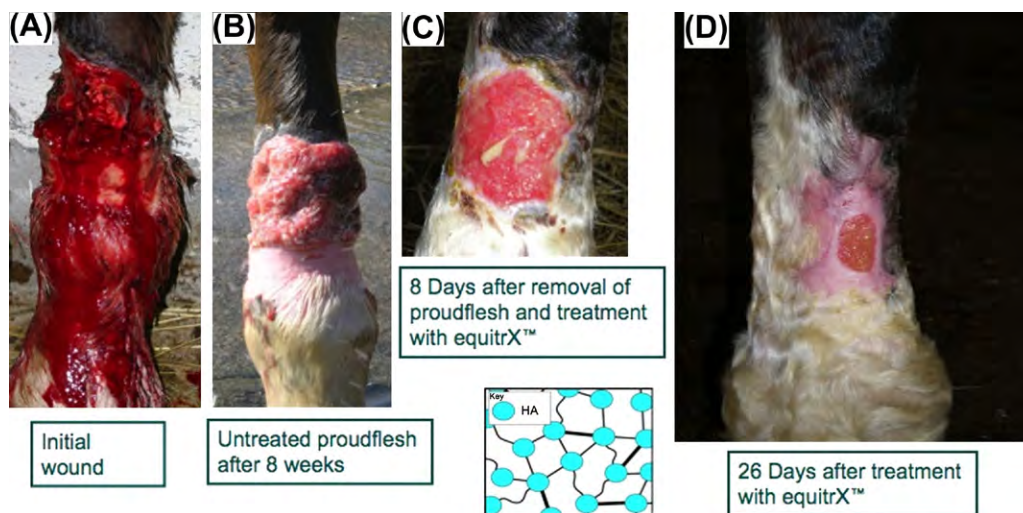 (A)
(B)
(C)
(D)
Initial
wound
Untreated proudflesh
after 8 weeks
8 Days after removal of
proudflesh and treatment
with equitrX™
Key
HA
26 Days after treatment
with equitrX™